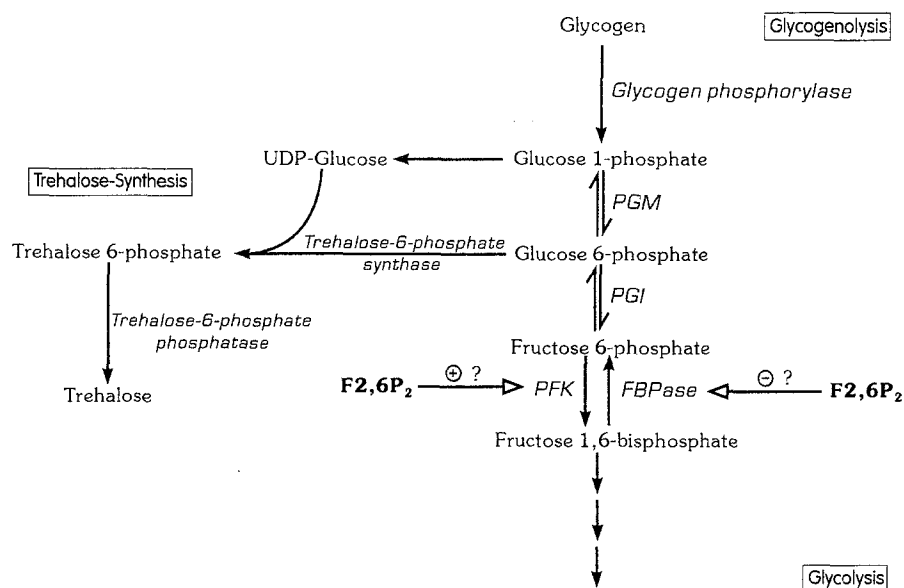 Glycogen
Glycogenolysis
Glycogen phosphorylase
UDP-Glucose
Glucose 1-phosphate
Trehalose-Synthesis
PGM
Trehalose 6-phosphate
Trehalose-6-phosphate
synthase
Glucose 6-phosphate
PGI
Trehalose-6-phosphate
phosphatase
Fructose 6-phosphate
Trehalose
F2,6P₂
⊕ ?
PFK
FBPase
⊖ ?
F2,6P₂
Fructose 1,6-bisphosphate
Glycolysis